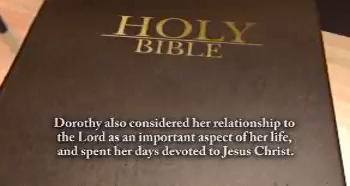 HOLY
BIBLE
Dorothy also considered her relationship to
the Lord as an important aspect of her life,
and spent her days devoted to Jesus Christ.